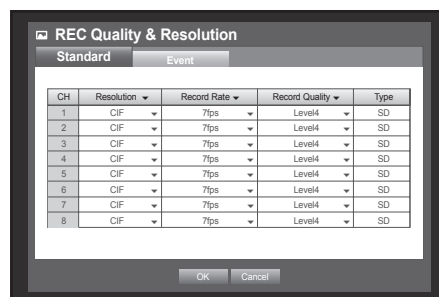 REC Quality & Resolution
Standard Event
CH Resolution Record Rate Record Quality Type
1 CIF 7fps Level4 SD
2 CIF 7fps Level4 SD
3 CIF 7fps Level4 SD
4 CIF 7fps Level4 SD
5 CIF 7fps Level4 SD
6 CIF 7fps Level4 SD
7 CIF 7fps Level4 SD
8 CIF 7fps Level4 SD
OK Cancel